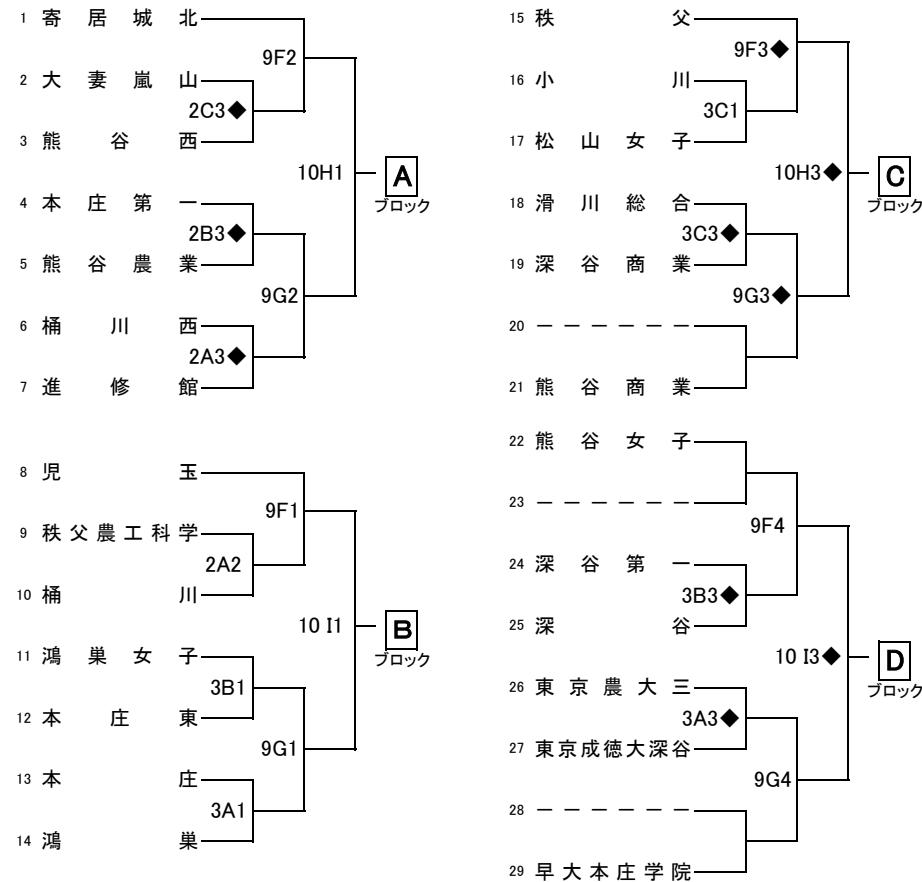 1 寄居城北
9F2
2 大妻嵐山
2C3◆
3 熊谷西
10H1
A
ブロック
4 本庄第一
2B3◆
5 熊谷農業
9G2
6 桶川西
2A3◆
7 進修館
8 児玉
9F1
9 秩父農工科学
2A2
10 桶川
10 I1
B
ブロック
11 鴻巣女子
3B1
12 本庄東
9G1
13 本庄
3A1
14 鴻巣
15 秩父
9F3◆
16 小川
3C1
17 松山女子
10H3◆
C
ブロック
18 滑川総合
3C3◆
19 深谷商業
9G3◆
20 ーーーーーー
21 熊谷商業
22 熊谷女子
23 ーーーーーー
9F4
24 深谷第一
3B3◆
25 深谷
10 I3◆
D
ブロック
26 東京農大三
3A3◆
27 東京成徳大深谷
9G4
28 ーーーーーー
29 早大本庄学院